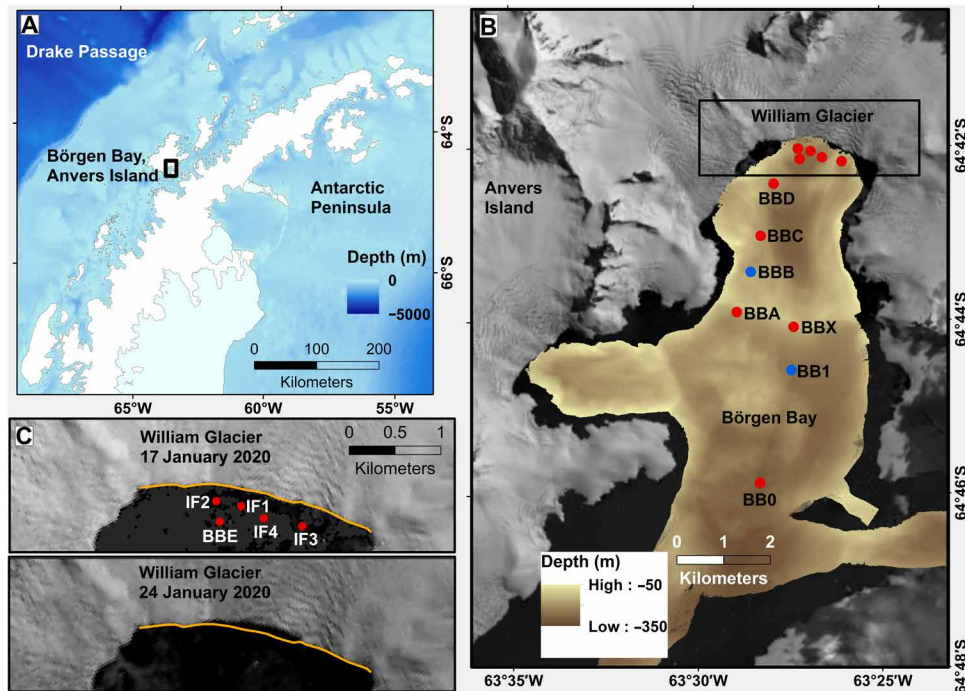 A
Drake Passage
Börgen Bay,
Anvers Island
Antarctic
Peninsula
Depth (m)
0
−5000
0 100 200
Kilometers
64°S
66°S
65°W 60°W 55°W
B
William Glacier
Anvers
Island
BBD
BBC
BBB
BBA
BBX
BB1
Börgen Bay
BB0
Depth (m)
High : −50
Low : −350
0 1 2
Kilometers
64°42'S
64°44'S
64°46'S
64°48'S
63°35'W 63°30'W 63°25'W
C
William Glacier
17 January 2020
0 0.5 1
Kilometers
IF2
IF1
BBE
IF4
IF3
William Glacier
24 January 2020